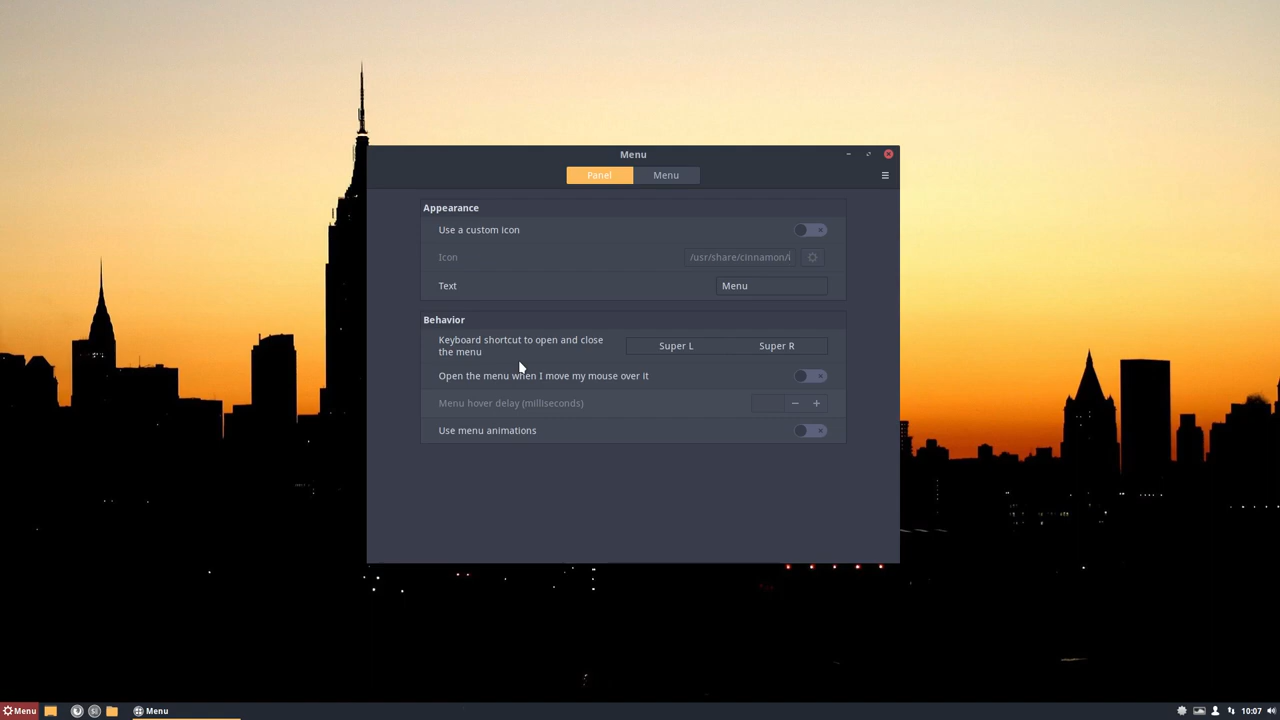 Menu
Panel
Menu
Appearance
Use a custom icon
Icon
/usr/share/cinnamon/i
Text
Menu
Behavior
Keyboard shortcut to open and close
the menu
Super L
Super R
Open the menu when I move my mouse over it
Menu hover delay (milliseconds)
Use menu animations
Menu
Menu
10:07